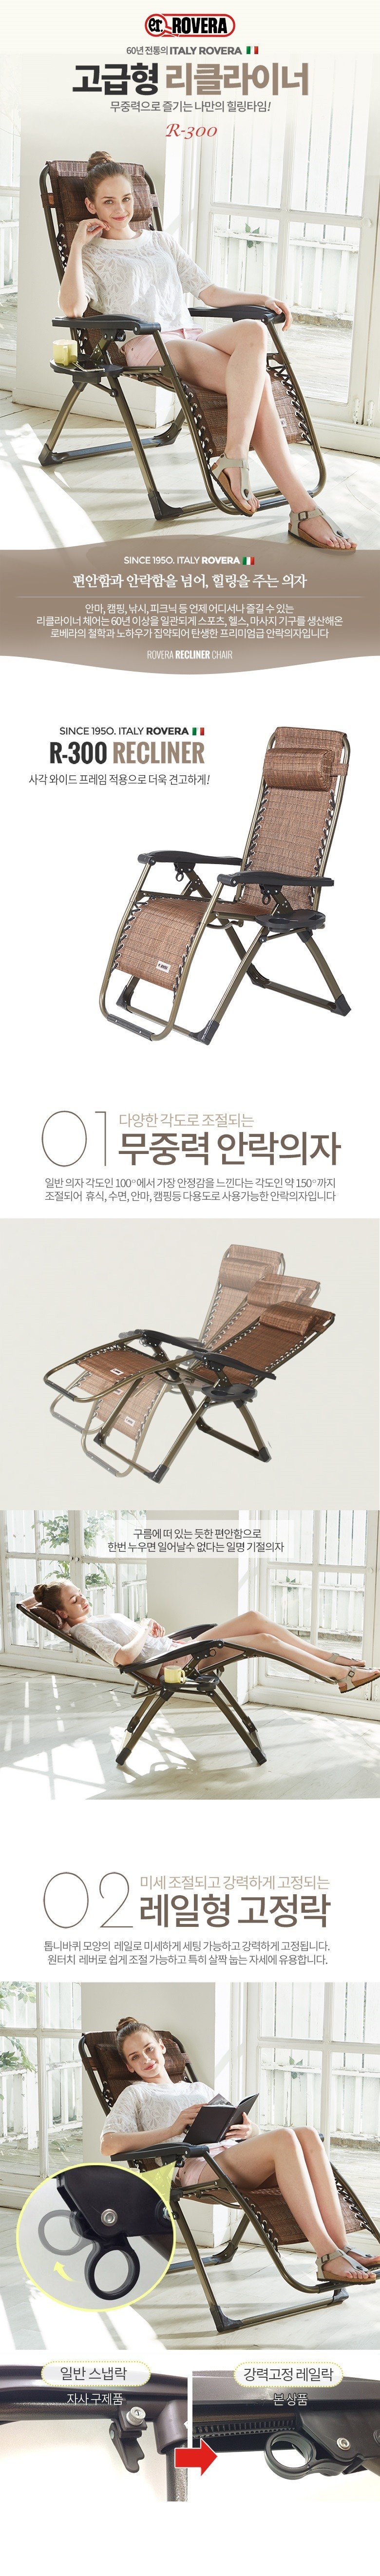 er. ROVERA
60년 전통의 ITALY ROVERA
고급형 리클라이너
무중력으로 즐기는 나만의 힐링타임!
R-300
SINCE 1950. ITALY ROVERA
편안함과 안락함을 넘어, 힐링을 주는 의자
안마, 캠핑, 낚시, 피크닉 등 언제 어디서나 즐길 수 있는
리클라이너 체어는 60년 이상을 일관되게 스포츠, 헬스, 마사지 기구를 생산해온
로베라의 철학과 노하우가 집약되어 탄생한 프리미엄급 안락의자입니다
ROVERA RECLINER CHAIR
SINCE 1950. ITALY ROVERA
R-300 RECLINER
사각 와이드 프레임 적용으로 더욱 견고하게!
01 다양한 각도로 조절되는
무중력 안락의자
일반 의자 각도인 100°에서 가장 안정감을 느낀다는 각도인 약 150°까지
조절되어 휴식, 수면, 안마, 캠핑등 다용도로 사용가능한 안락의자입니다
구름에 떠 있는 듯한 편안함으로
한번 누우면 일어날수 없다는 일명 기절의자
02 미세 조절되고 강력하게 고정되는
레일형 고정락
톱니바퀴 모양의 레일로 미세하게 세팅 가능하고 강력하게 고정됩니다.
원터치 레버로 쉽게 조절 가능하고 특히 살짝 눕는 자세에 유용합니다.
일반 스냅락
자사 구제품
강력고정 레일락
본 상품